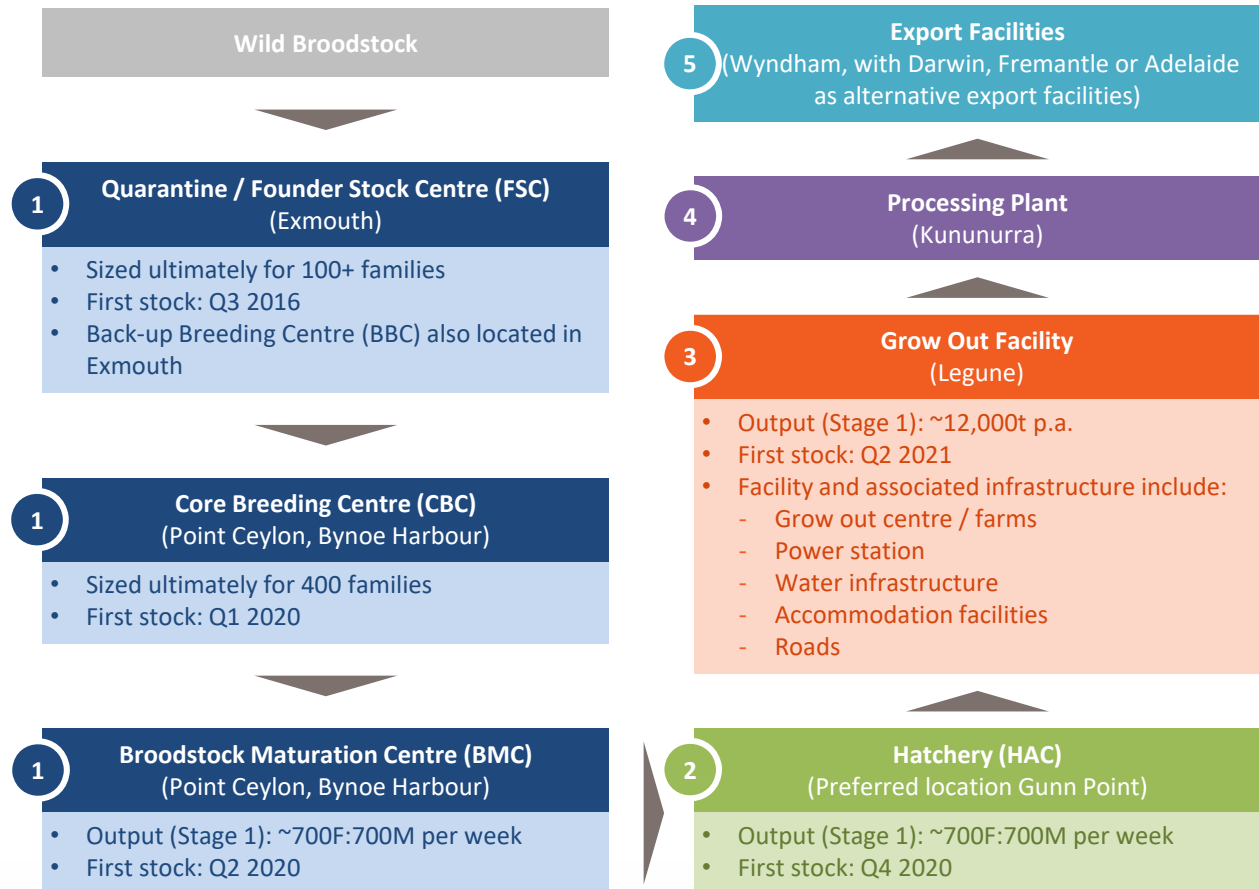 Wild Broodstock
1
Quarantine / Founder Stock Centre (FSC)
(Exmouth)
• Sized ultimately for 100+ families
• First stock: Q3 2016
• Back-up Breeding Centre (BBC) also located in
Exmouth
1
Core Breeding Centre (CBC)
(Point Ceylon, Bynoe Harbour)
• Sized ultimately for 400 families
• First stock: Q1 2020
1
Broodstock Maturation Centre (BMC)
(Point Ceylon, Bynoe Harbour)
• Output (Stage 1): ~700F:700M per week
• First stock: Q2 2020
2
Hatchery (HAC)
(Preferred location Gunn Point)
• Output (Stage 1): ~700F:700M per week
• First stock: Q4 2020
3
Grow Out Facility
(Legune)
• Output (Stage 1): ~12,000t p.a.
• First stock: Q2 2021
• Facility and associated infrastructure include:
- Grow out centre / farms
- Power station
- Water infrastructure
- Accommodation facilities
- Roads
4
Processing Plant
(Kununurra)
5
Export Facilities
(Wyndham, with Darwin, Fremantle or Adelaide
as alternative export facilities)